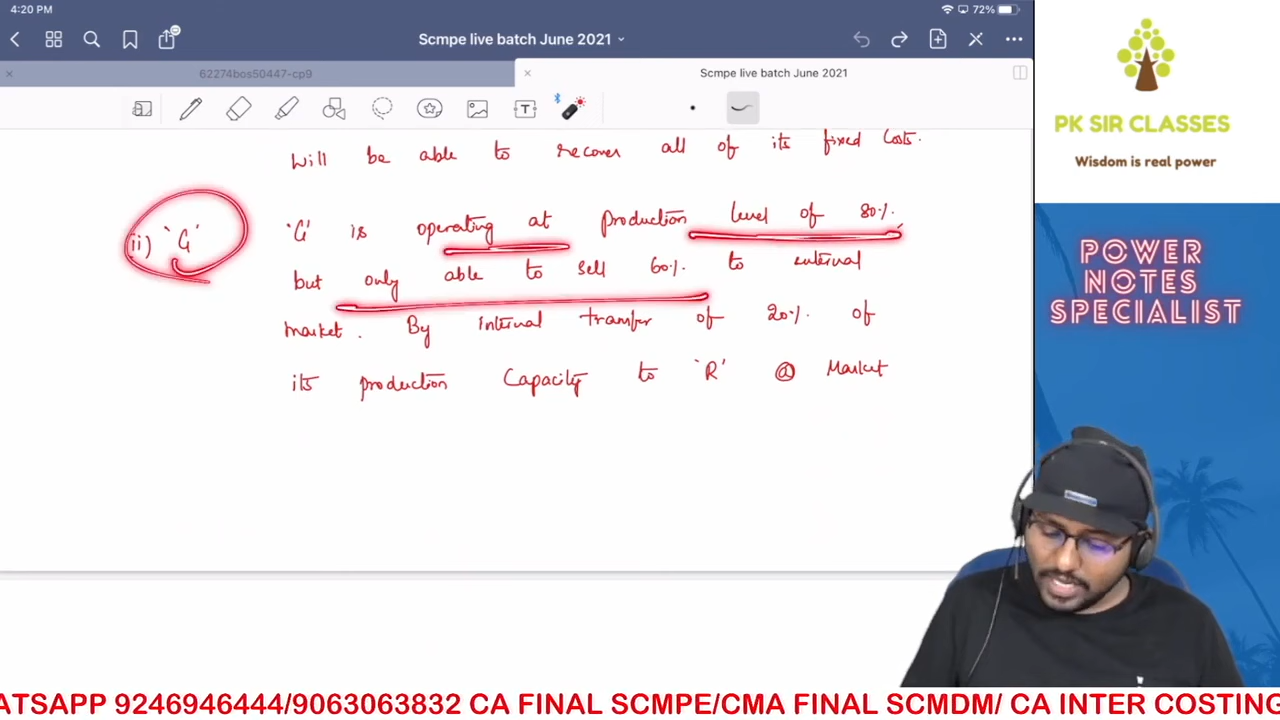 4:20 PM
72%
Scmpe live batch June 2021
62274bos50447-cp9
Scmpe live batch June 2021
PK SIR CLASSES
Wisdom is real power
POWER
NOTES
SPECIALIST
Will be able to recover all of its fixed Costs.
ii) 'G' 'G' is operating at production level of 80%.
but only able to sell 60% to external
market. By internal transfer of 20% of
its production Capacity to 'R' @ Market
ATSAPP 9246946444/9063063832 CA FINAL SCMPE/CMA FINAL SCMDM/ CA INTER COSTING